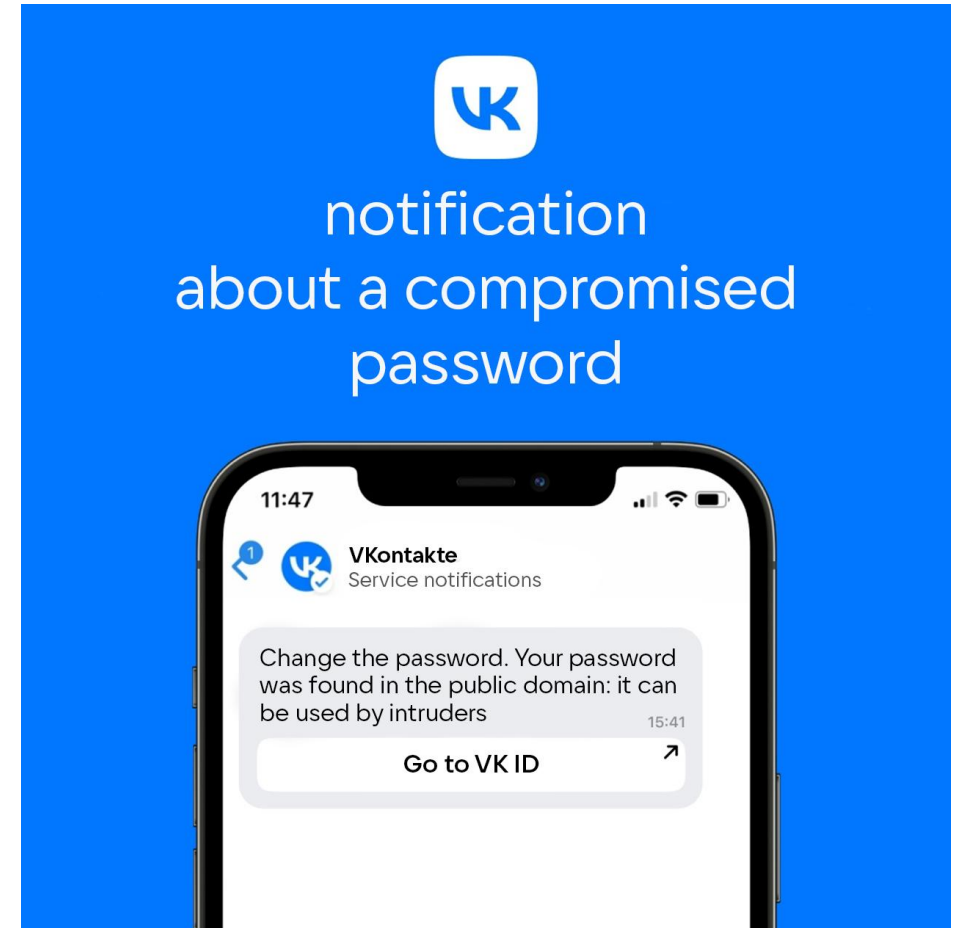 VK
notification
about a compromised
password
11:47
1
VKontakte
VK
Service notifications
Change the password. Your password
was found in the public domain: it can
be used by intruders
15:41
Go to VK ID